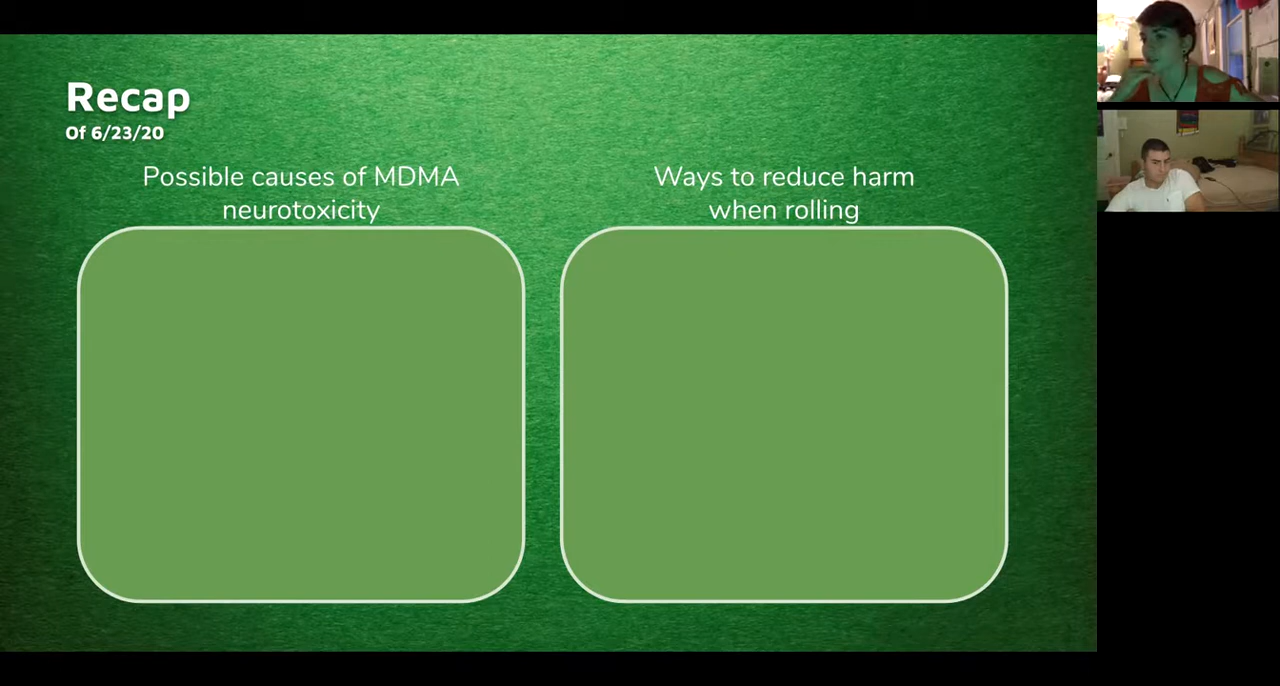 Recap
Of 6/23/20
Possible causes of MDMA
neurotoxicity
Ways to reduce harm
when rolling